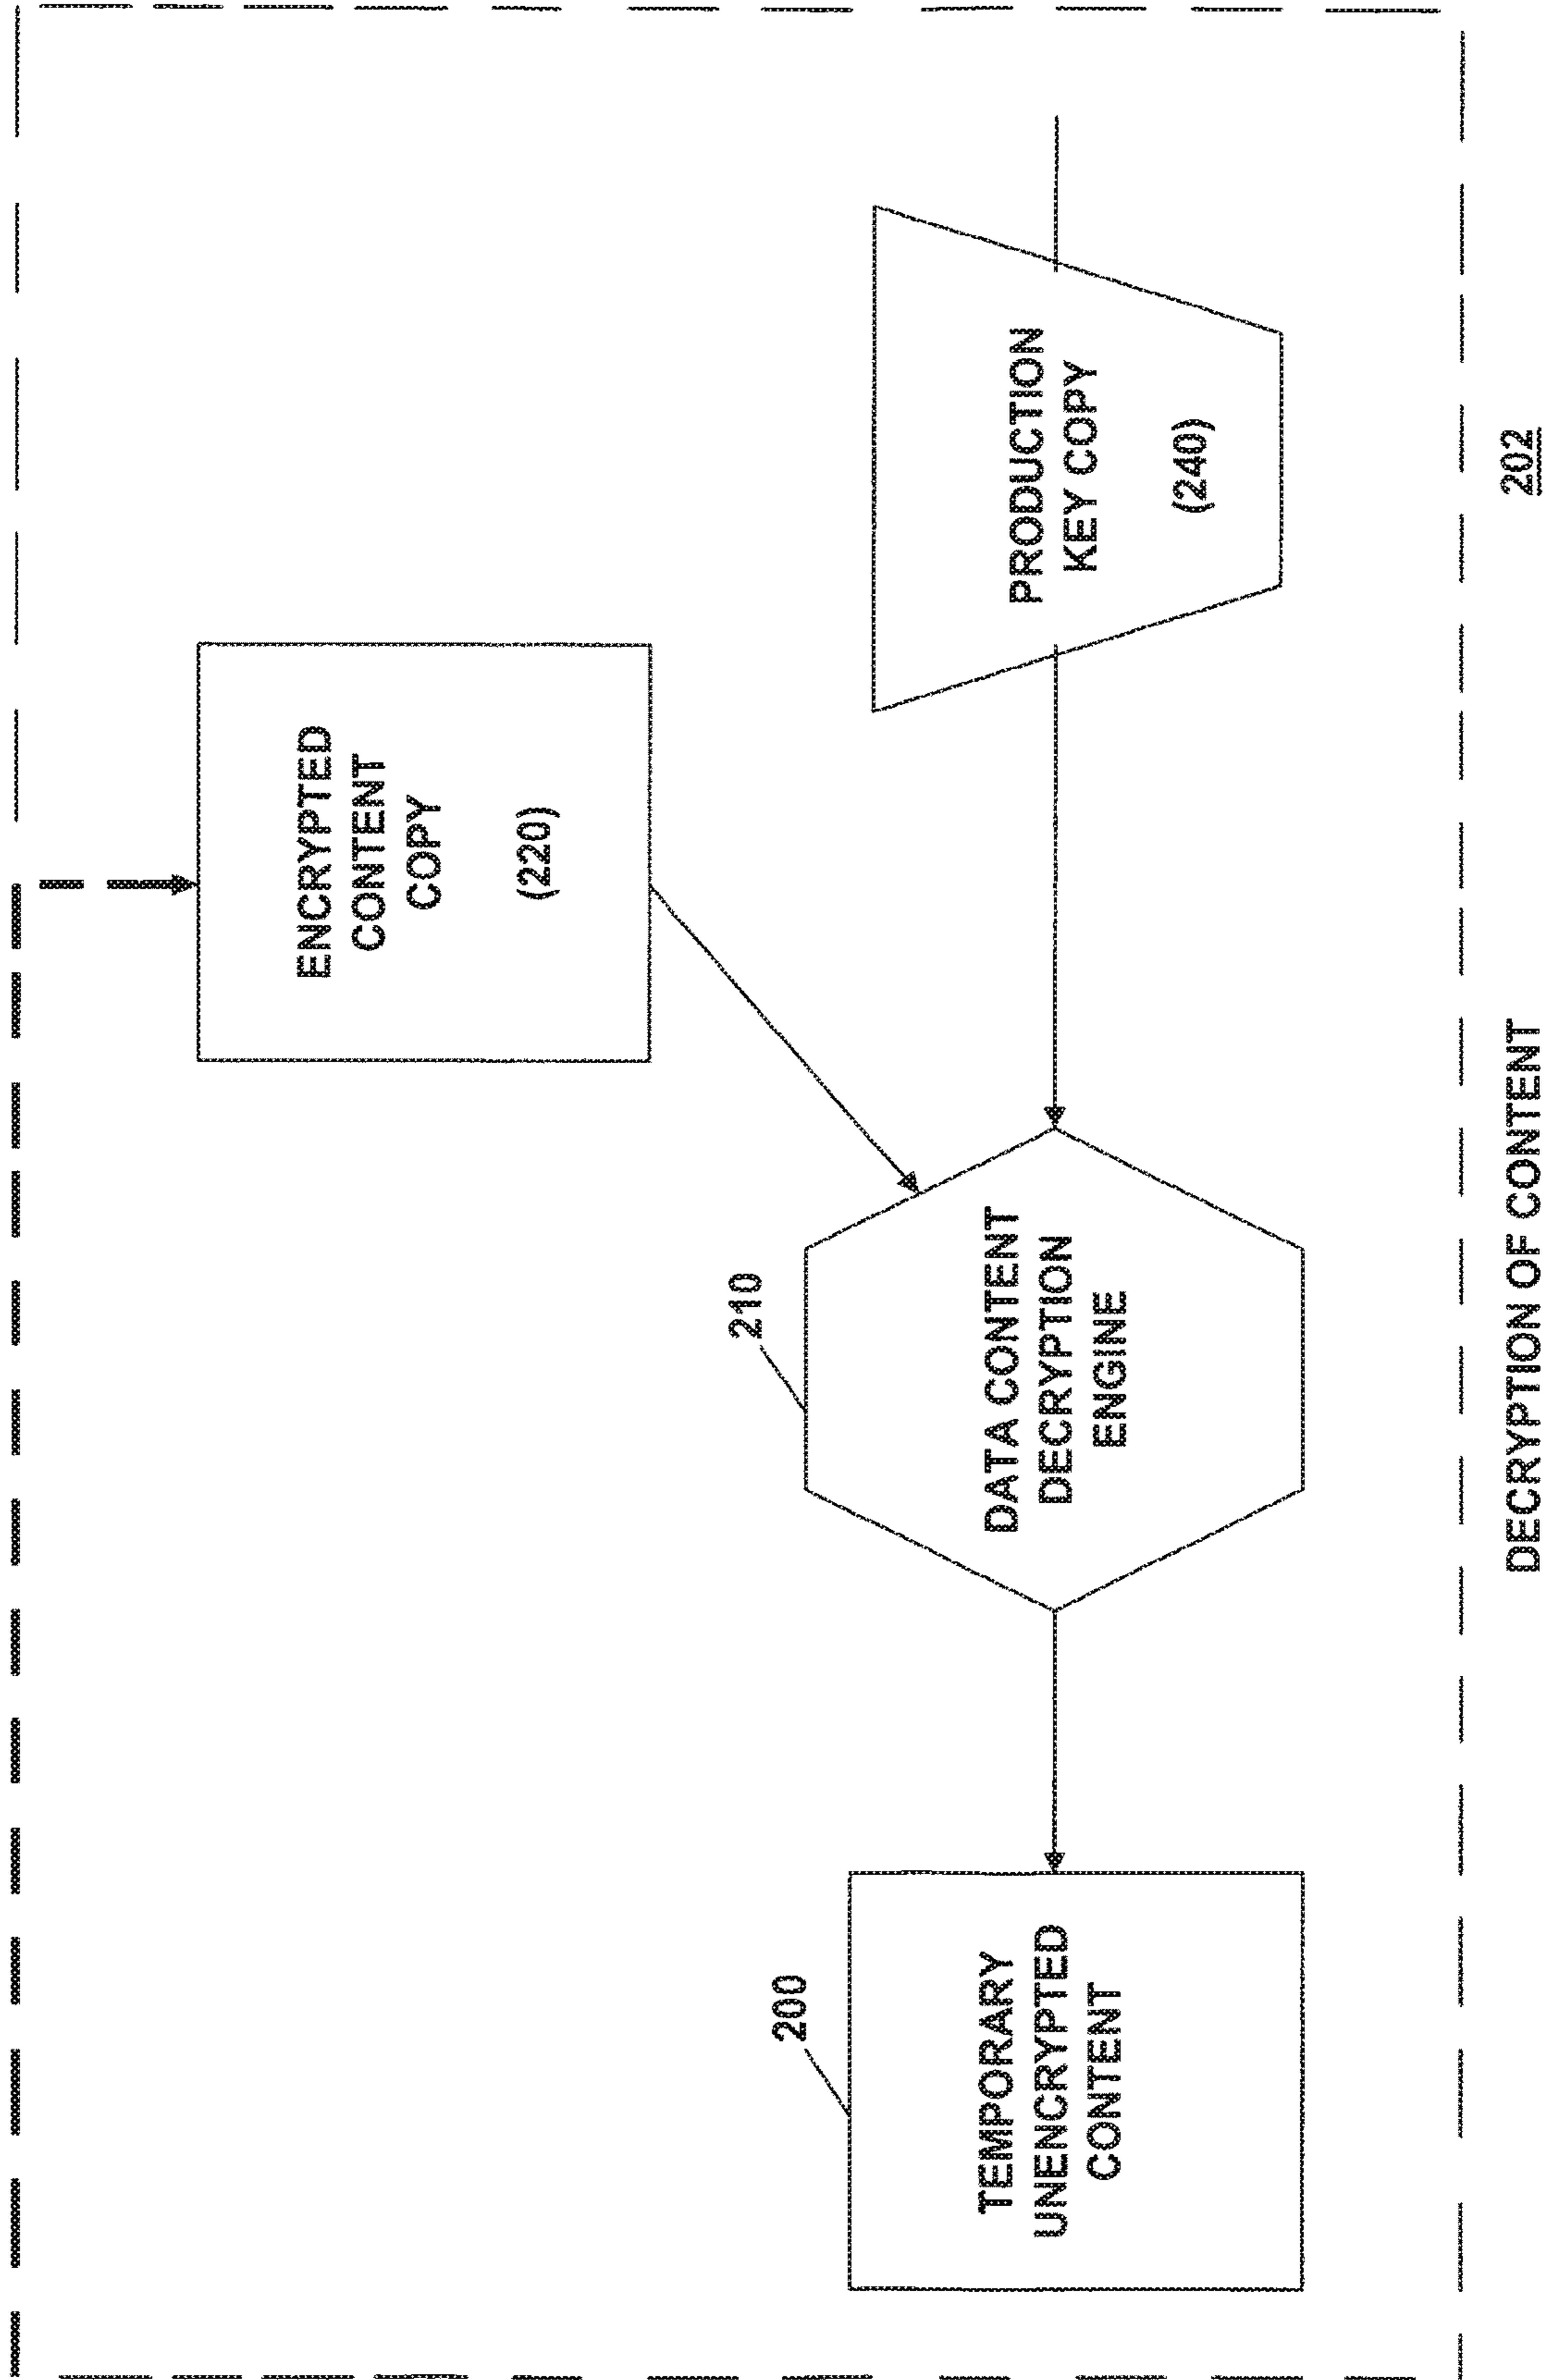 ENCRYPTED
CONTENT
COPY
(220)
200
TEMPORARY
UNENCRYPTED
CONTENT
210
DATA CONTENT
DECRYPTION
ENGINE
PRODUCTION
KEY COPY
(240)
DECRYPTION OF CONTENT
202